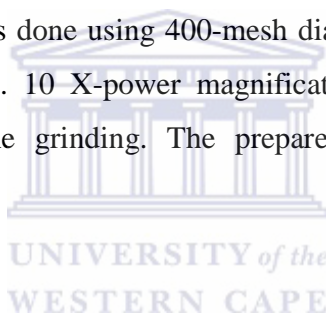 s done using 400-mesh dia
. 10 X-power magnificat
e grinding. The prepare
UNIVERSITY of the
WESTERN CAPE